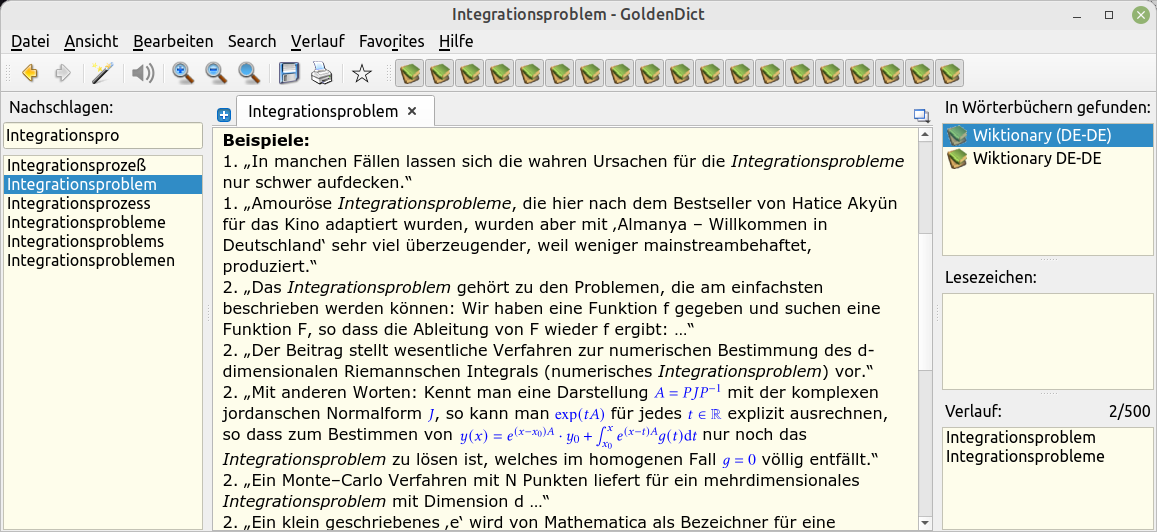 Integrationsproblem - GoldenDict
Datei Ansicht Bearbeiten Search Verlauf Favorites Hilfe
Nachschlagen:
Integrationspro
Integrationsprozeß
Integrationsproblem
Integrationsprozess
Integrationsprobleme
Integrationsproblems
Integrationsproblemen
Integrationsproblem ×
Beispiele:
1. „In manchen Fällen lassen sich die wahren Ursachen für die Integrationsprobleme
nur schwer aufdecken.“
1. „Amouröse Integrationsprobleme, die hier nach dem Bestseller von Hatice Akyün
für das Kino adaptiert wurden, wurden aber mit ‚Almanya – Willkommen in
Deutschland‘ sehr viel überzeugender, weil weniger mainstreambehaftet,
produziert.“
2. „Das Integrationsproblem gehört zu den Problemen, die am einfachsten
beschrieben werden können: Wir haben eine Funktion f gegeben und suchen eine
Funktion F, so dass die Ableitung von F wieder f ergibt: …“
2. „Der Beitrag stellt wesentliche Verfahren zur numerischen Bestimmung des d-
dimensionalen Riemannschen Integrals (numerisches Integrationsproblem) vor.“
2. „Mit anderen Worten: Kennt man eine Darstellung A = PJP⁻¹ mit der komplexen
jordanschen Normalform J, so kann man exp(tA) für jedes t ∈ ℝ explizit ausrechnen,
so dass zum Bestimmen von y(x) = e^{(x−x₀)A} · y₀ + ∫_{x₀}^{x} e^{(x−t)A}g(t)dt nur noch das
Integrationsproblem zu lösen ist, welches im homogenen Fall g = 0 völlig entfällt.“
2. „Ein Monte–Carlo Verfahren mit N Punkten liefert für ein mehrdimensionales
Integrationsproblem mit Dimension d …“
2. „Ein klein geschriebenes ‚e‘ wird von Mathematica als Bezeichner für eine
In Wörterbüchern gefunden:
Wiktionary (DE-DE)
Wiktionary DE-DE
Lesezeichen:
Verlauf: 2/500
Integrationsproblem
Integrationsprobleme